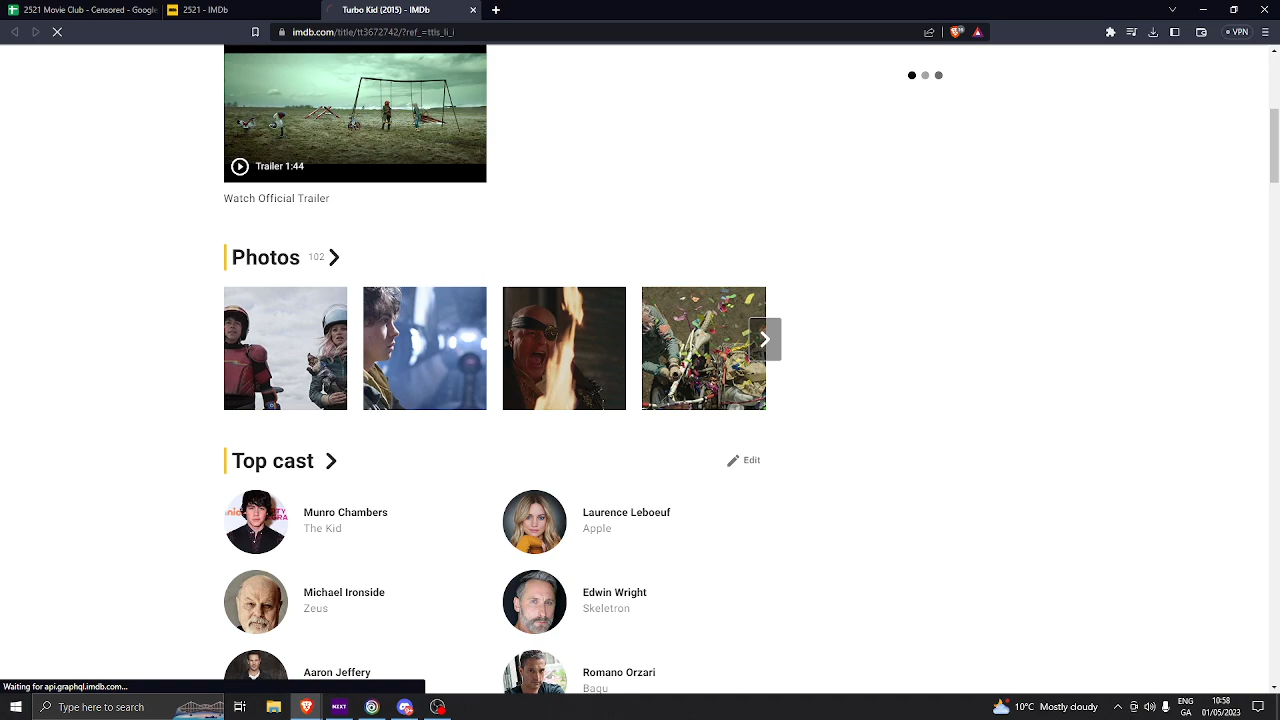 2521 Movie Club - Censored - Google
2521 - IMDb
Turbo Kid (2015) - IMDb
imdb.com/title/tt3672742/?ref_=ttls_li_i
VPN
Trailer 1:44
Watch Official Trailer
Photos 102
Top cast
Edit
Munro Chambers
The Kid
Laurence Leboeuf
Apple
Michael Ironside
Zeus
Edwin Wright
Skeletron
Aaron Jeffery
Romano Orzari
Bagu
Waiting for api.graphql.imdb.com...
Type here to search
NEXT
10°C Mostly cloudy
ENG
GA
10:58
01/05/2023